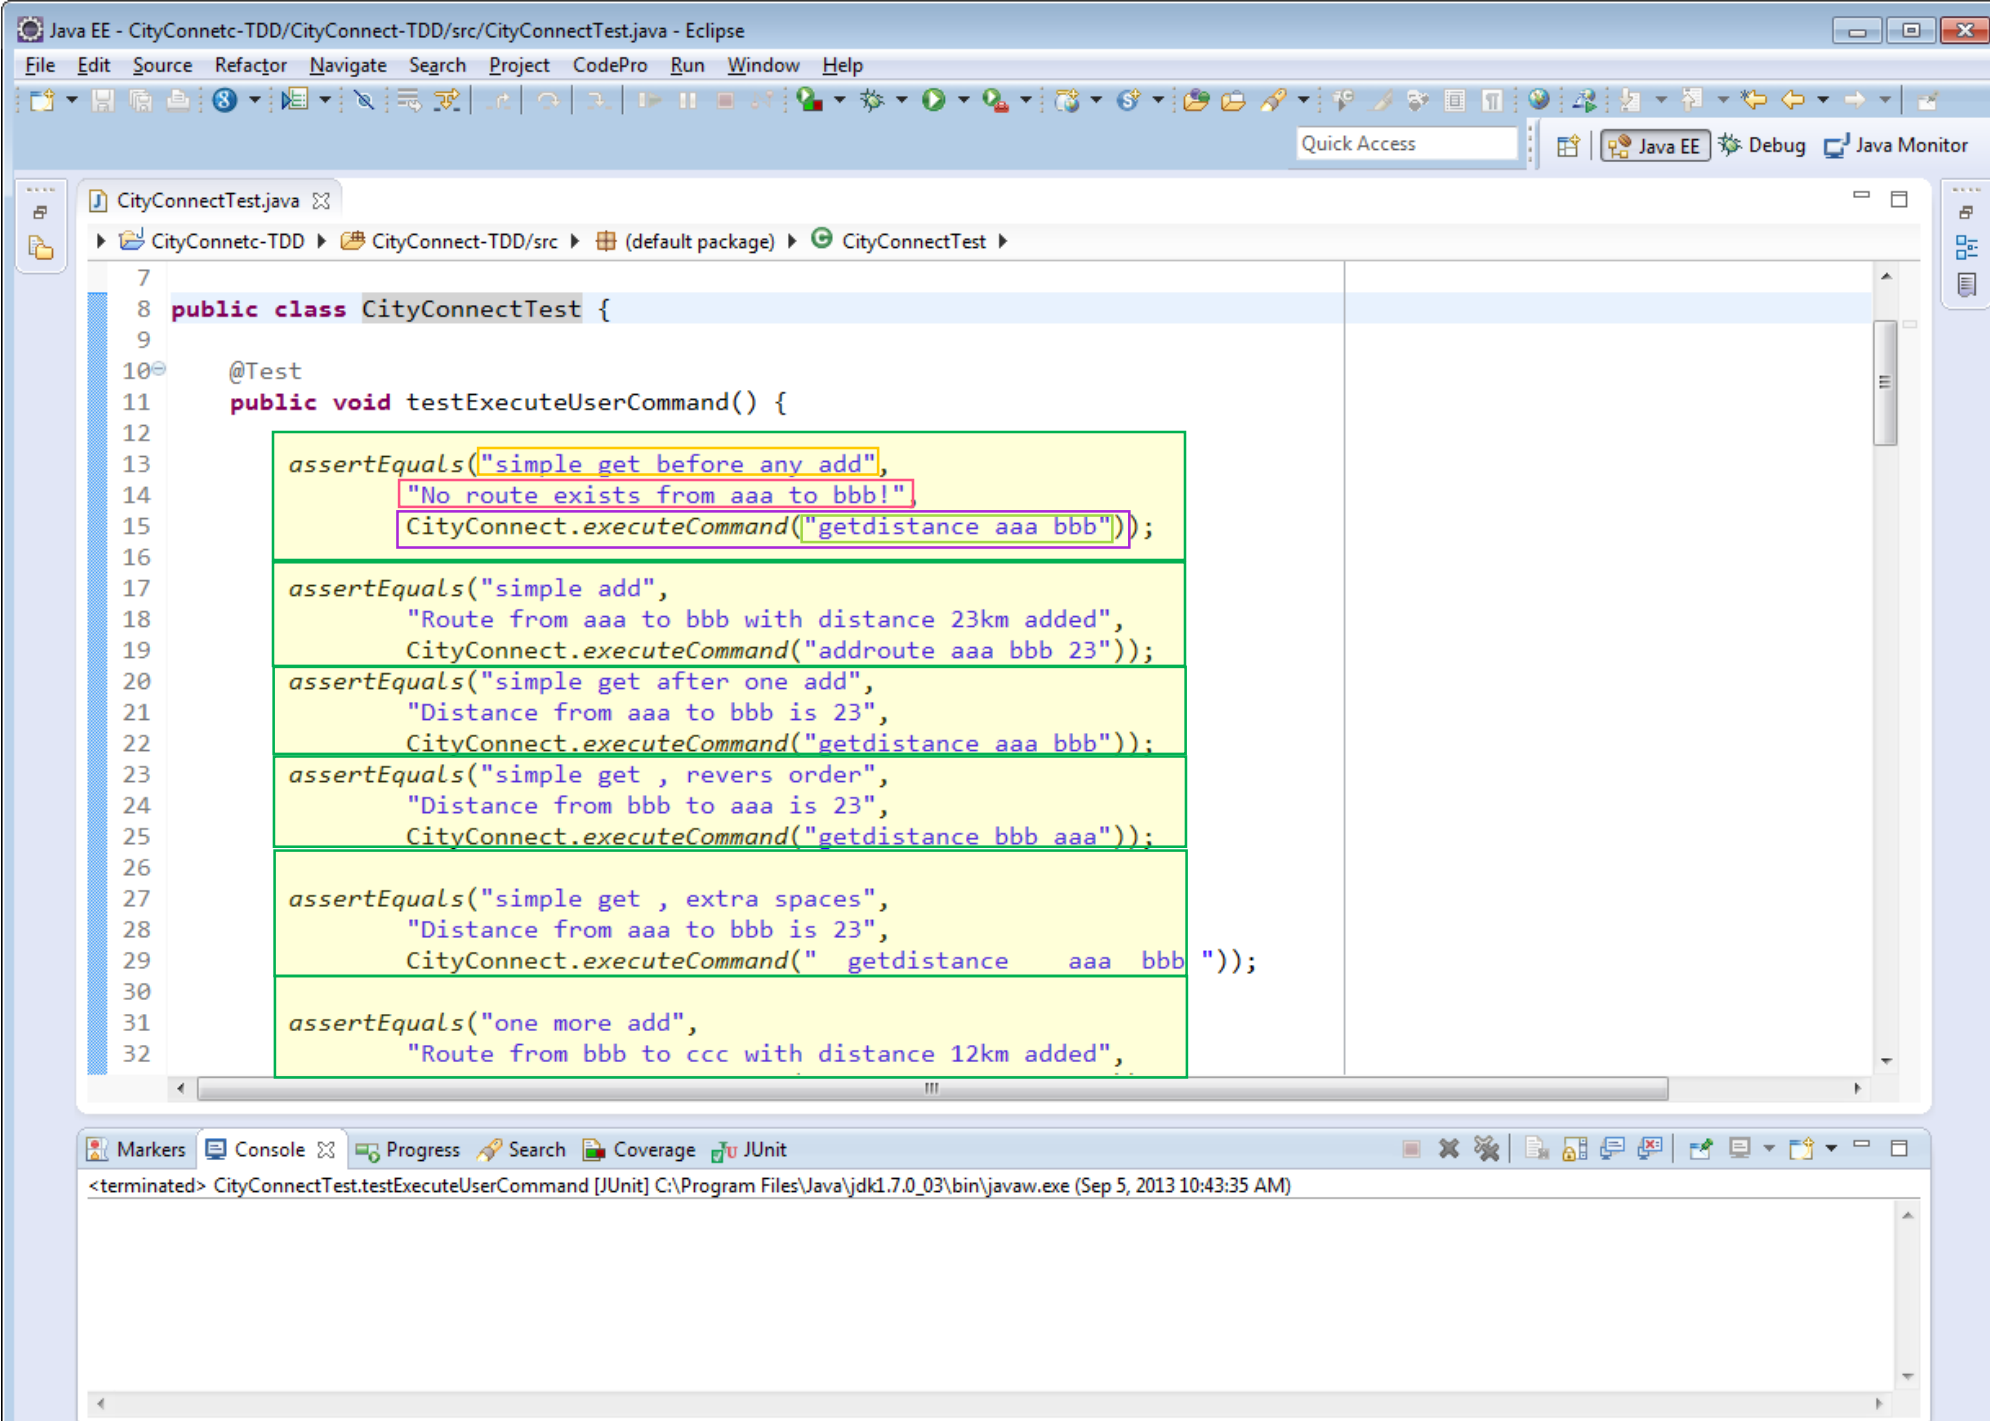 Java EE - CityConnetc-TDD/CityConnect-TDD/src/CityConnectTest.java - Eclipse
File Edit Source Refactor Navigate Search Project CodePro Run Window Help
Quick Access
Java EE Debug Java Monitor
CityConnectTest.java
CityConnetc-TDD CityConnect-TDD/src (default package) CityConnectTest
7
8 public class CityConnectTest {
9
10 @Test
11 public void testExecuteUserCommand() {
12
13 assertEquals("simple get before any add",
14 "No route exists from aaa to bbb!",
15 CityConnect.executeCommand("getdistance aaa bbb"));
16
17 assertEquals("simple add",
18 "Route from aaa to bbb with distance 23km added",
19 CityConnect.executeCommand("addroute aaa bbb 23"));
20 assertEquals("simple get after one add",
21 "Distance from aaa to bbb is 23",
22 CityConnect.executeCommand("getdistance aaa bbb"));
23 assertEquals("simple get , revers order",
24 "Distance from bbb to aaa is 23",
25 CityConnect.executeCommand("getdistance bbb aaa"));
26
27 assertEquals("simple get , extra spaces",
28 "Distance from aaa to bbb is 23",
29 CityConnect.executeCommand("  getdistance    aaa  bbb "));
30
31 assertEquals("one more add",
32 "Route from bbb to ccc with distance 12km added",
Markers Console Progress Search Coverage JUnit
<terminated> CityConnectTest.testExecuteUserCommand [JUnit] C:\Program Files\Java\jdk1.7.0_03\bin\javaw.exe (Sep 5, 2013 10:43:35 AM)